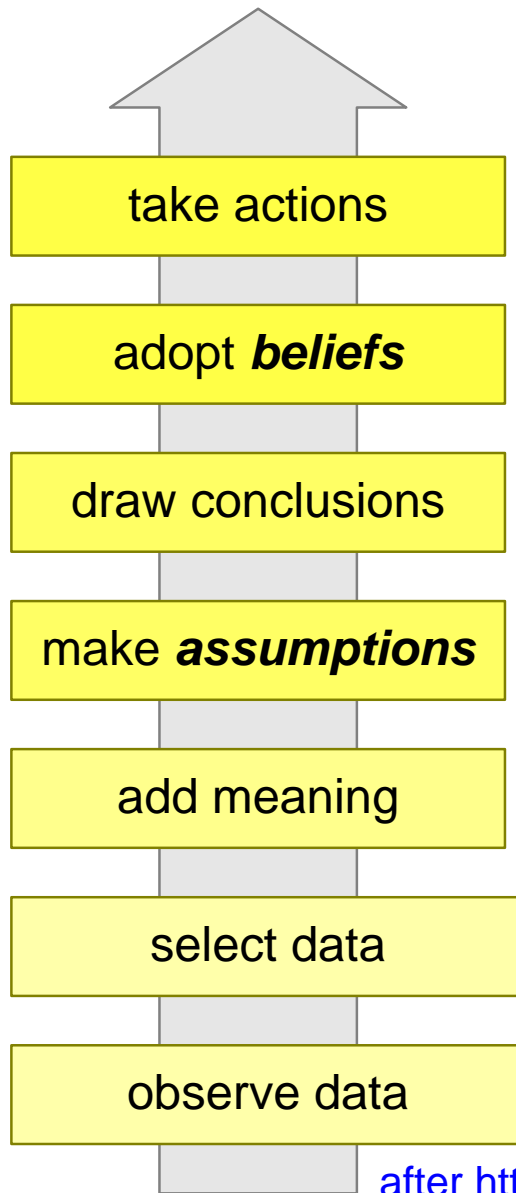 take actions
adopt beliefs
draw conclusions
make assumptions
add meaning
select data
observe data
after htt